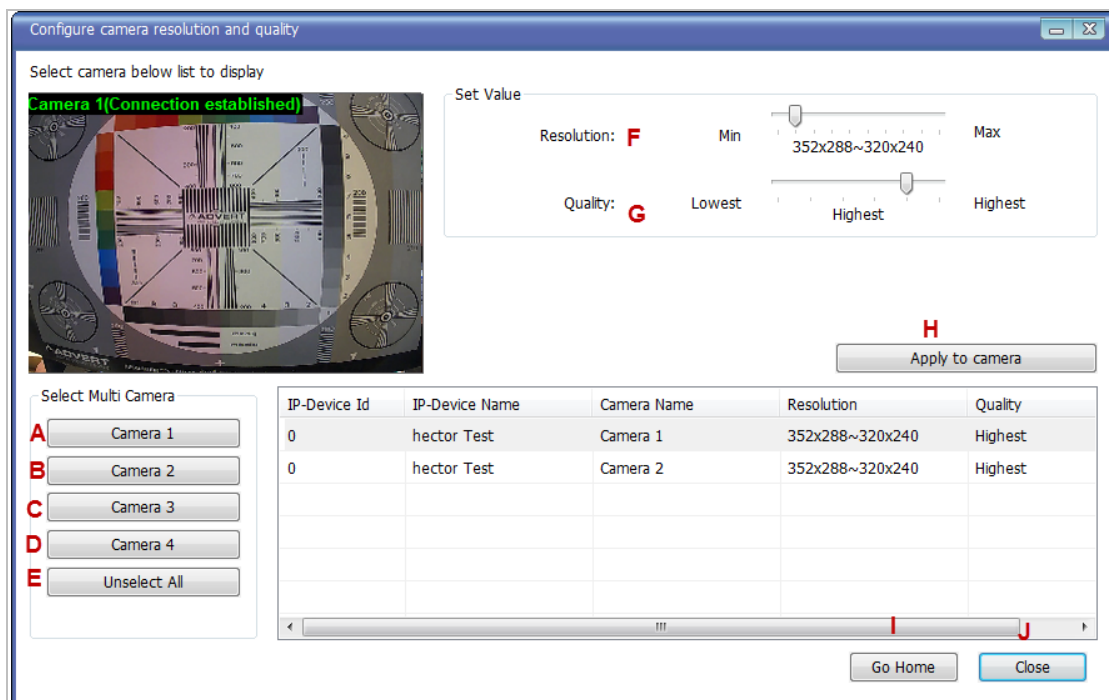 Configure camera resolution and quality
Select camera below list to display
Camera 1(Connection established)
ADVERT
ADVERT
Set Value
Resolution: F Min Max
352x288~320x240
Quality: G Lowest Highest
Highest
H
Apply to camera
Select Multi Camera
A Camera 1
B Camera 2
C Camera 3
D Camera 4
E Unselect All
IP-Device Id IP-Device Name Camera Name Resolution Quality
0 hector Test Camera 1 352x288~320x240 Highest
0 hector Test Camera 2 352x288~320x240 Highest
I J
Go Home Close